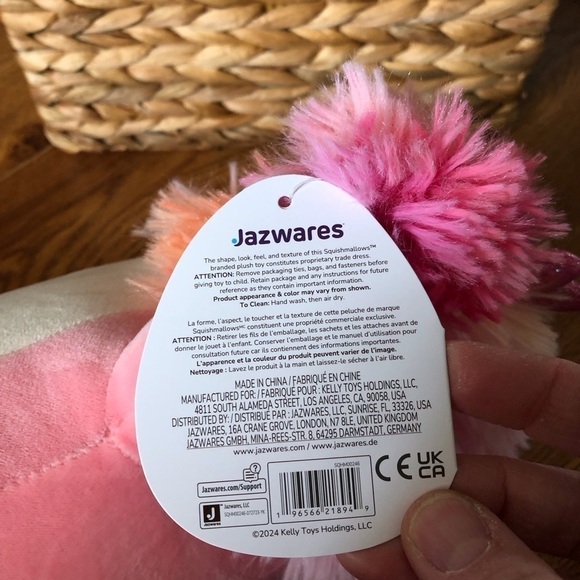 Jazwares
The shape, look, feel, and texture of this Squishmallows™
branded plush toy constitutes proprietary trade dress.
ATTENTION: Remove packaging ties, bags, and fasteners before
giving toy to child. Retain package and any instructions for future
reference as they contain important information.
Product appearance & color may vary from shown.
To Clean: Hand wash, then air dry.
La forme, l'aspect, le toucher et la texture de cette peluche de marque
Squishmallowsᴹᶜ constituent une propriété commerciale exclusive.
ATTENTION : Retirer les fils de l'emballage, les sachets et les attaches avant de
donner le jouet à l'enfant. Conserver l'emballage et le manuel d'utilisation pour
consultation future car ils contiennent des informations importantes.
L'apparence et la couleur du produit peuvent varier de l'image.
Nettoyage : Lavez le produit à la main et laissez-le sécher à l'air libre.
MADE IN CHINA / FABRIQUÉ EN CHINE
MANUFACTURED FOR: / FABRIQUÉ POUR : KELLY TOYS HOLDINGS, LLC,
4811 SOUTH ALAMEDA STREET, LOS ANGELES, CA, 90058, USA
DISTRIBUTED BY: / DISTRIBUÉ PAR : JAZWARES, LLC, SUNRISE, FL, 33326, USA
JAZWARES, 16A CRANE GROVE, LONDON, N7 8LE, UNITED KINGDOM
JAZWARES GMBH, MINA-REES-STR. 8, 64295 DARMSTADT, GERMANY
www.jazwares.com / www.jazwares.de
Jazwares.com/Support
J
Jazwares
Jazwares, LLC
SQHM00246-072723-PK
SQHM00246
1 96566 21894 9
CE UK
CA
©2024 Kelly Toys Holdings, LLC